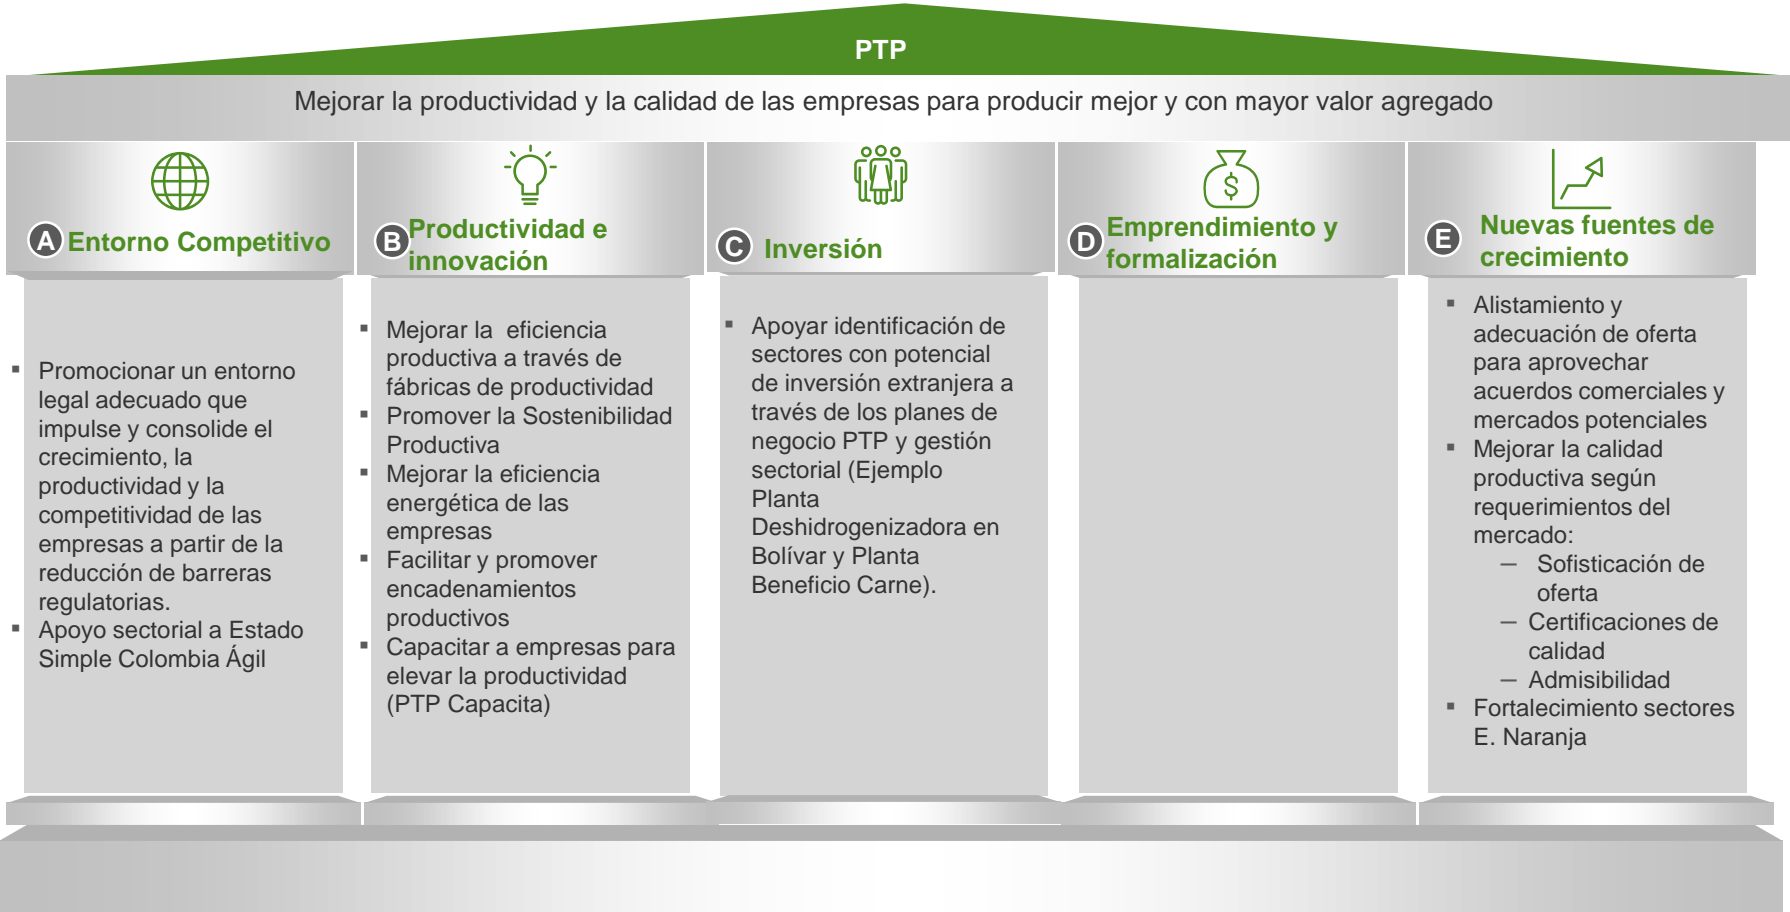 PTP
Mejorar la productividad y la calidad de las empresas para producir mejor y con mayor valor agregado
A Entorno Competitivo
▪ Promocionar un entorno
legal adecuado que
impulse y consolide el
crecimiento, la
productividad y la
competitividad de las
empresas a partir de la
reducción de barreras
regulatorias.
▪ Apoyo sectorial a Estado
Simple Colombia Ágil
B Productividad e
innovación
▪ Mejorar la  eficiencia
productiva a través de
fábricas de productividad
▪ Promover la Sostenibilidad
Productiva
▪ Mejorar la eficiencia
energética de las
empresas
▪ Facilitar y promover
encadenamientos
productivos
▪ Capacitar a empresas para
elevar la productividad
(PTP Capacita)
C Inversión
▪ Apoyar identificación de
sectores con potencial
de inversión extranjera a
través de los planes de
negocio PTP y gestión
sectorial (Ejemplo
Planta
Deshidrogenizadora en
Bolívar y Planta
Beneficio Carne).
$
D Emprendimiento y
formalización
E Nuevas fuentes de
crecimiento
▪ Alistamiento y
adecuación de oferta
para aprovechar
acuerdos comerciales y
mercados potenciales
▪ Mejorar la calidad
productiva según
requerimientos del
mercado:
─ Sofisticación de
oferta
─ Certificaciones de
calidad
─ Admisibilidad
▪ Fortalecimiento sectores
E. Naranja